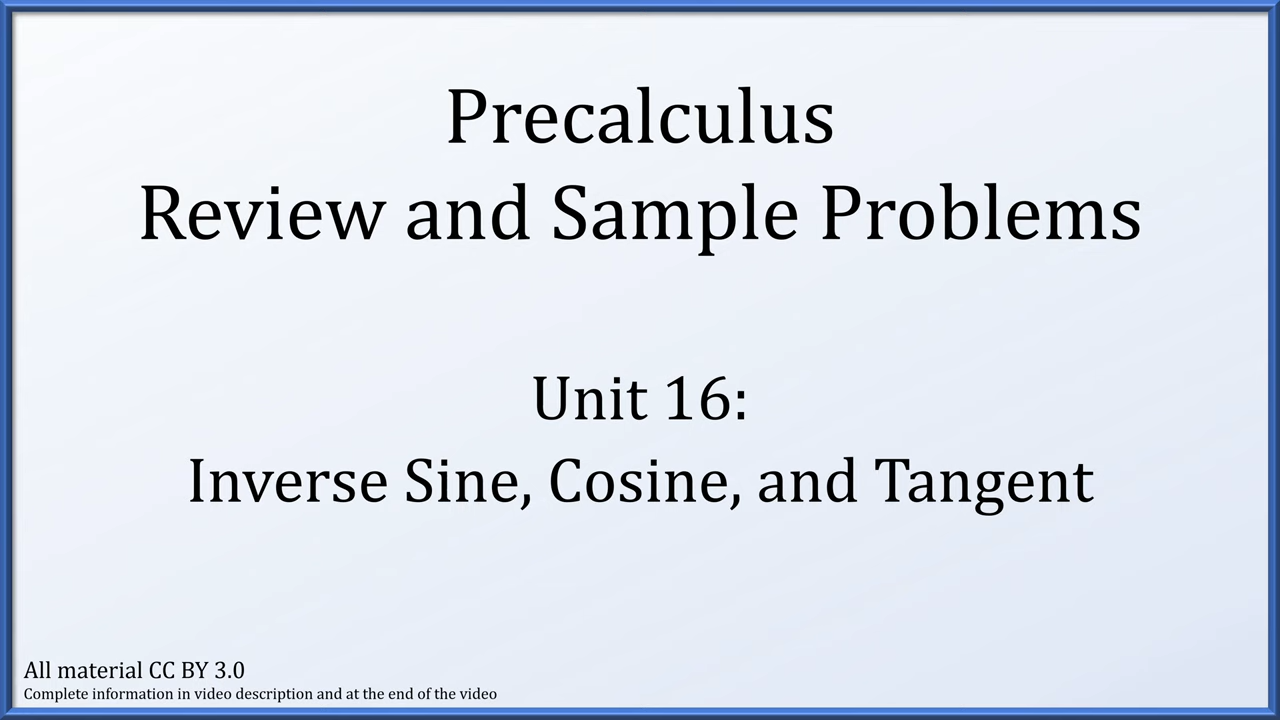 Precalculus
Review and Sample Problems
Unit 16:
Inverse Sine, Cosine, and Tangent
All material CC BY 3.0
Complete information in video description and at the end of the video